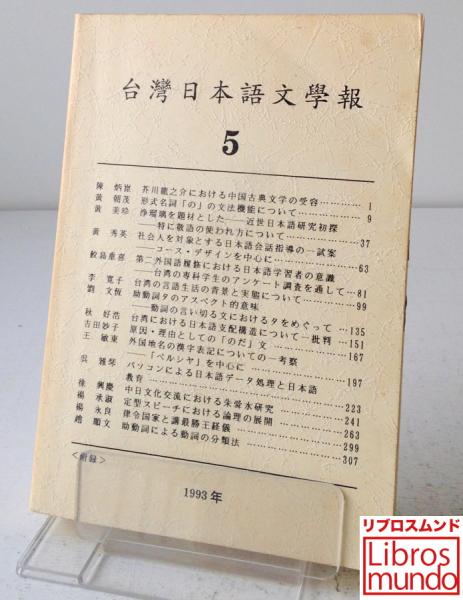 台灣日本語文學報
5
陳 炳崑 芥川龍之介における中国古典文学の受容…………1
黄 朝茂 形式名詞「の」の文法機能について……………9
黄 美珍 浄瑠璃を題材とした――近世日本語研究初探
――特に敬語の使われ方について――………………37
黄 秀英 社会人を対象とする日本語会話指導の一試案
――コース・デザインを中心に――…………………63
鮫島重喜 第二外国語履修における日本語学習者の意識
――台湾の専科学生のアンケート調査を通して…81
李 寛子 台湾の言語生活の背景と実態について…………99
劉 文恆 助動詞タのアスペクト的意味
――動詞の言い切る文におけるタをめぐって…135
秋 好浩 台湾における日本語支配構造について一批判…151
吉田妙子 原因・理由としての「のだ」文……………167
王 敏東 外国地名の漢字表記についての一考察
――「ペルシヤ」を中心に――………………197
呉 雅琴 パソコンによる日本語データ処理と日本語
教育……………………223
徐 興慶 中日文化交流における朱舜水研究……………241
楊 承淑 定型スピーチにおける論理の展開……………263
楊 永良 律令国家と講最勝王経儀……………299
趙 順文 助動詞による動詞の分類法……………307
〈附録〉
1993年
リブロスムンド
Libros
mundo